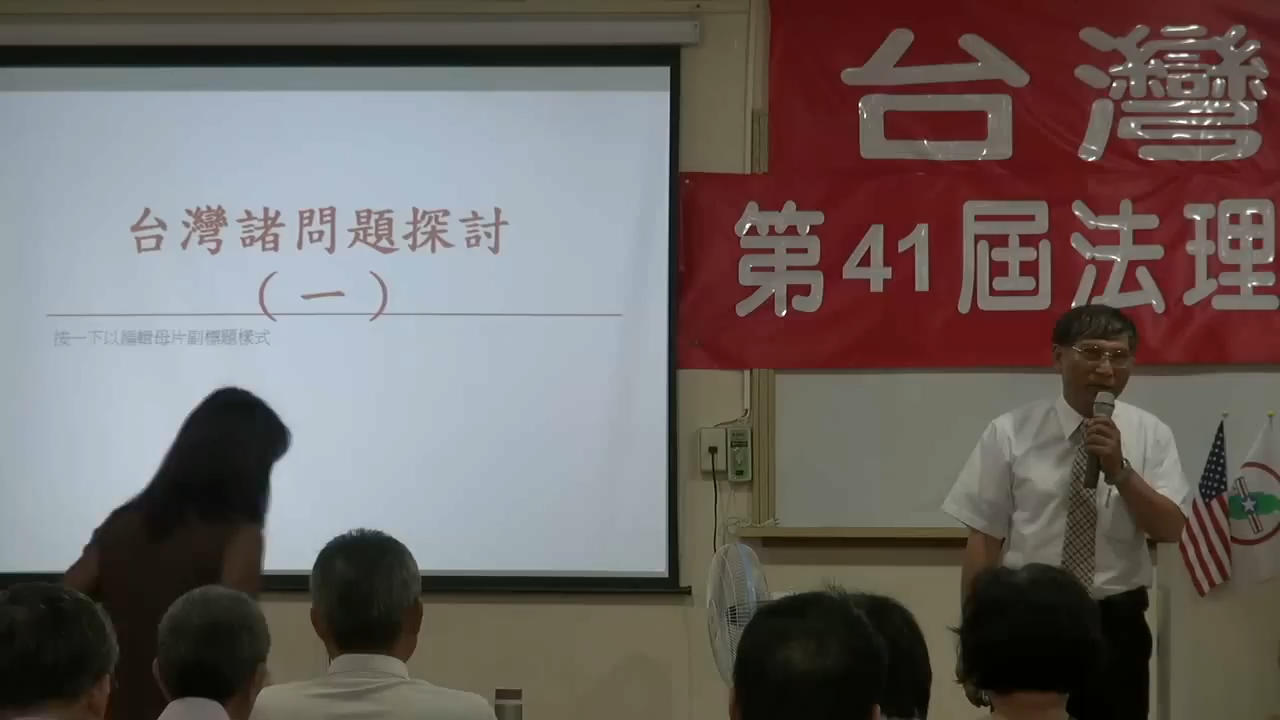 台灣諸問題探討
（一）
按一下以編輯母片副標題樣式
台灣
第41屆法理